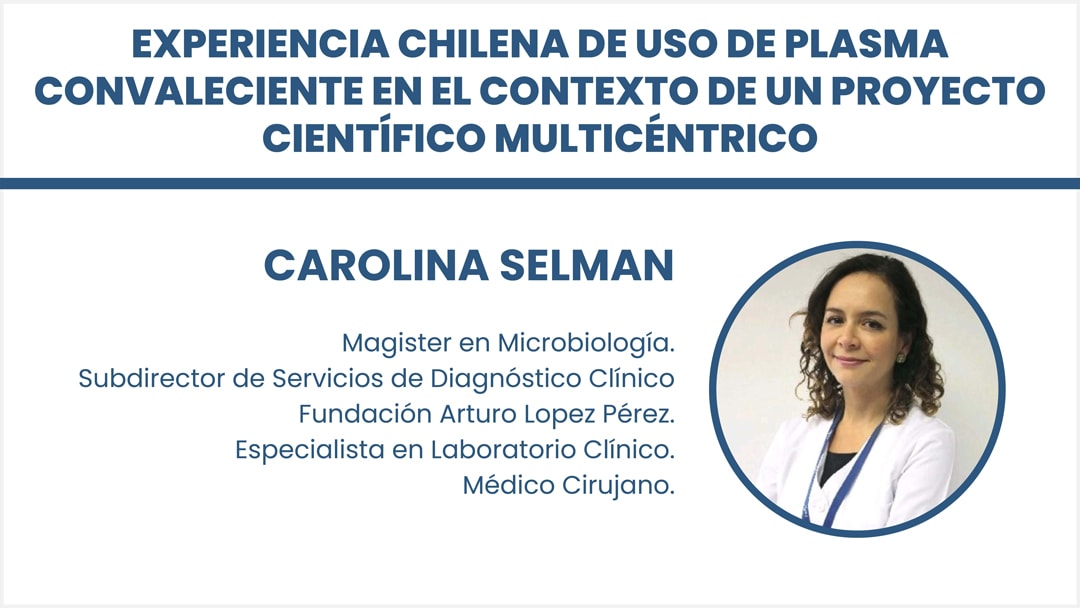 EXPERIENCIA CHILENA DE USO DE PLASMA
CONVALECIENTE EN EL CONTEXTO DE UN PROYECTO
CIENTÍFICO MULTICÉNTRICO
CAROLINA SELMAN
Magister en Microbiología.
Subdirector de Servicios de Diagnóstico Clínico
Fundación Arturo Lopez Pérez.
Especialista en Laboratorio Clínico.
Médico Cirujano.